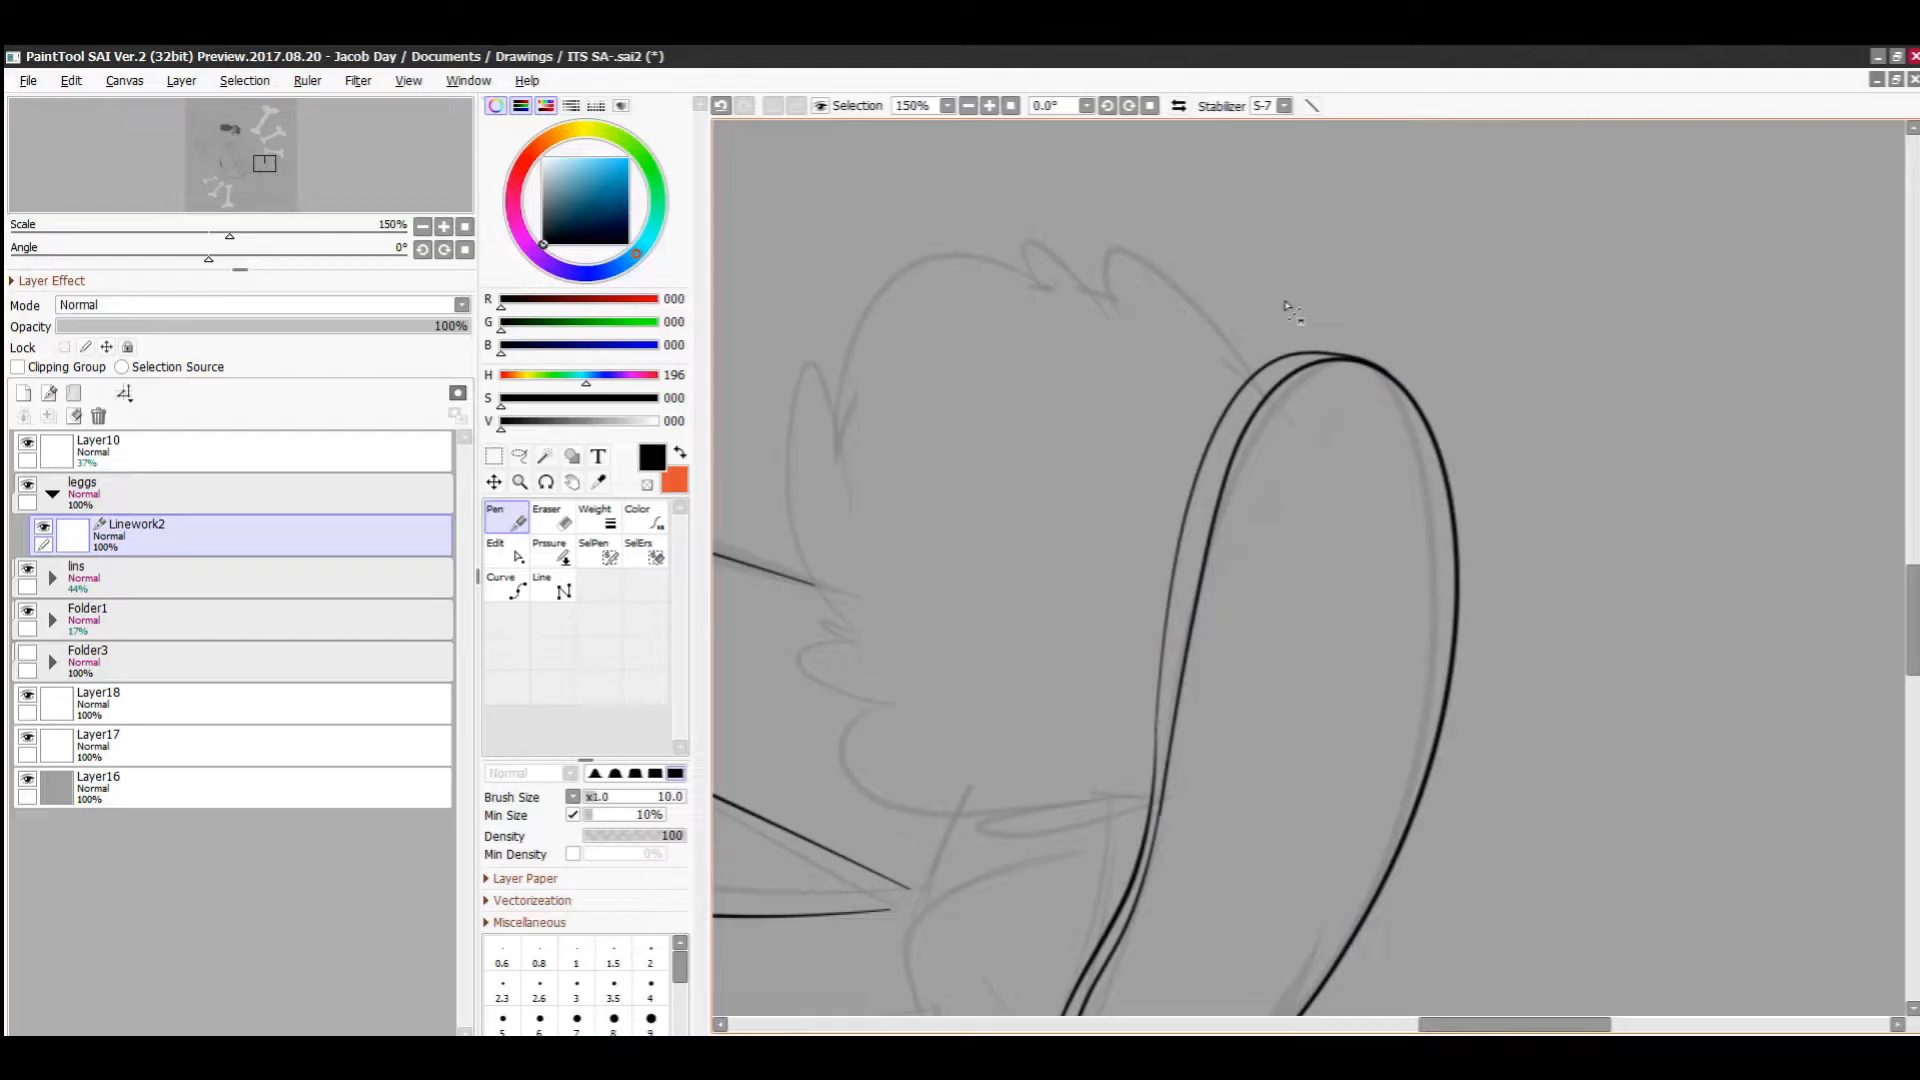 PaintTool SAI Ver.2 (32bit) Preview.2017.08.20 - Jacob Day / Documents / Drawings / ITS SA-.sai2 (*)
File Edit Canvas Layer Selection Ruler Filter View Window Help
Selection 150% 0.0° Stabilizer S-7
Scale 150%
Angle 0°
Layer Effect
Mode Normal
Opacity 100%
Lock
Clipping Group Selection Source
Layer10
Normal
37%
leggs
Normal
100%
Linework2
Normal
100%
lins
Normal
44%
Folder1
Normal
17%
Folder3
Normal
100%
Layer18
Normal
100%
Layer17
Normal
100%
Layer16
Normal
100%
R 000
G 000
B 000
H 196
S 000
V 000
T
Pen Eraser Weight Color
Edit Prssure SelPen SelErs
Curve Line
Normal
Brush Size x1.0 10.0
Min Size 10%
Density 100
Min Density 0%
Layer Paper
Vectorizeation
Miscellaneous
0.6 0.8 1 1.5 2
2.3 2.6 3 3.5 4
5 6 7 8 9